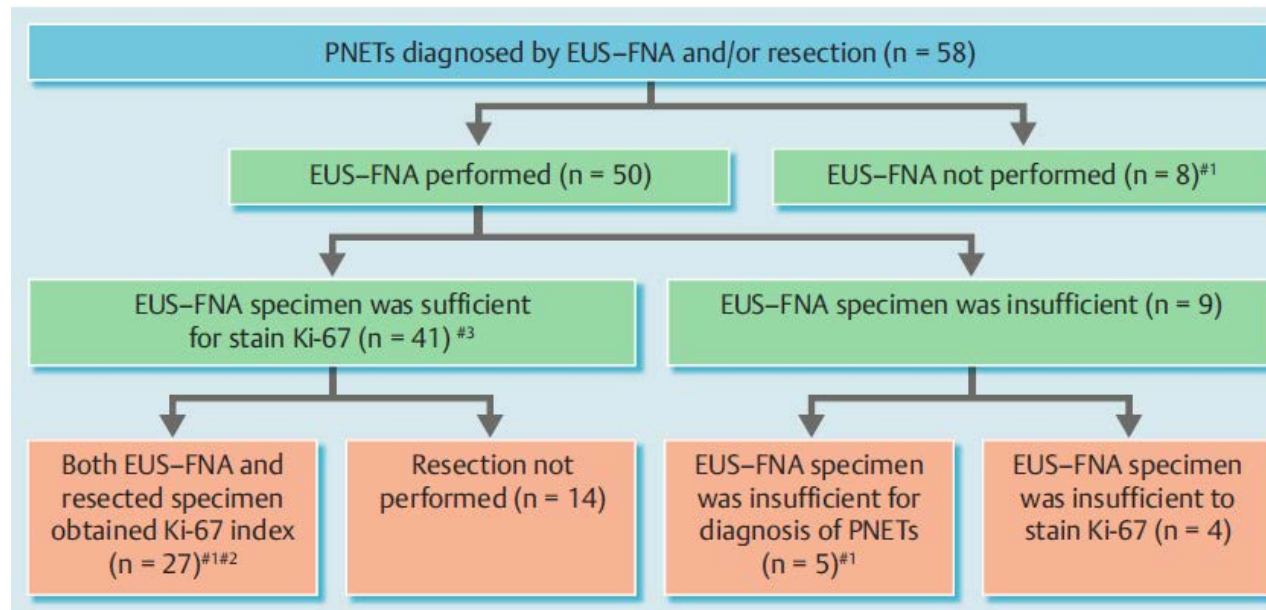 PNETs diagnosed by EUS–FNA and/or resection (n = 58)
EUS–FNA performed (n = 50)
EUS–FNA not performed (n = 8)#1
EUS–FNA specimen was sufficient
for stain Ki-67 (n = 41) #3
EUS–FNA specimen was insufficient (n = 9)
Both EUS–FNA and
resected specimen
obtained Ki-67 index
(n = 27)#1#2
Resection not
performed (n = 14)
EUS–FNA specimen
was insufficient for
diagnosis of PNETs
(n = 5)#1
EUS–FNA specimen
was insufficient to
stain Ki-67 (n = 4)